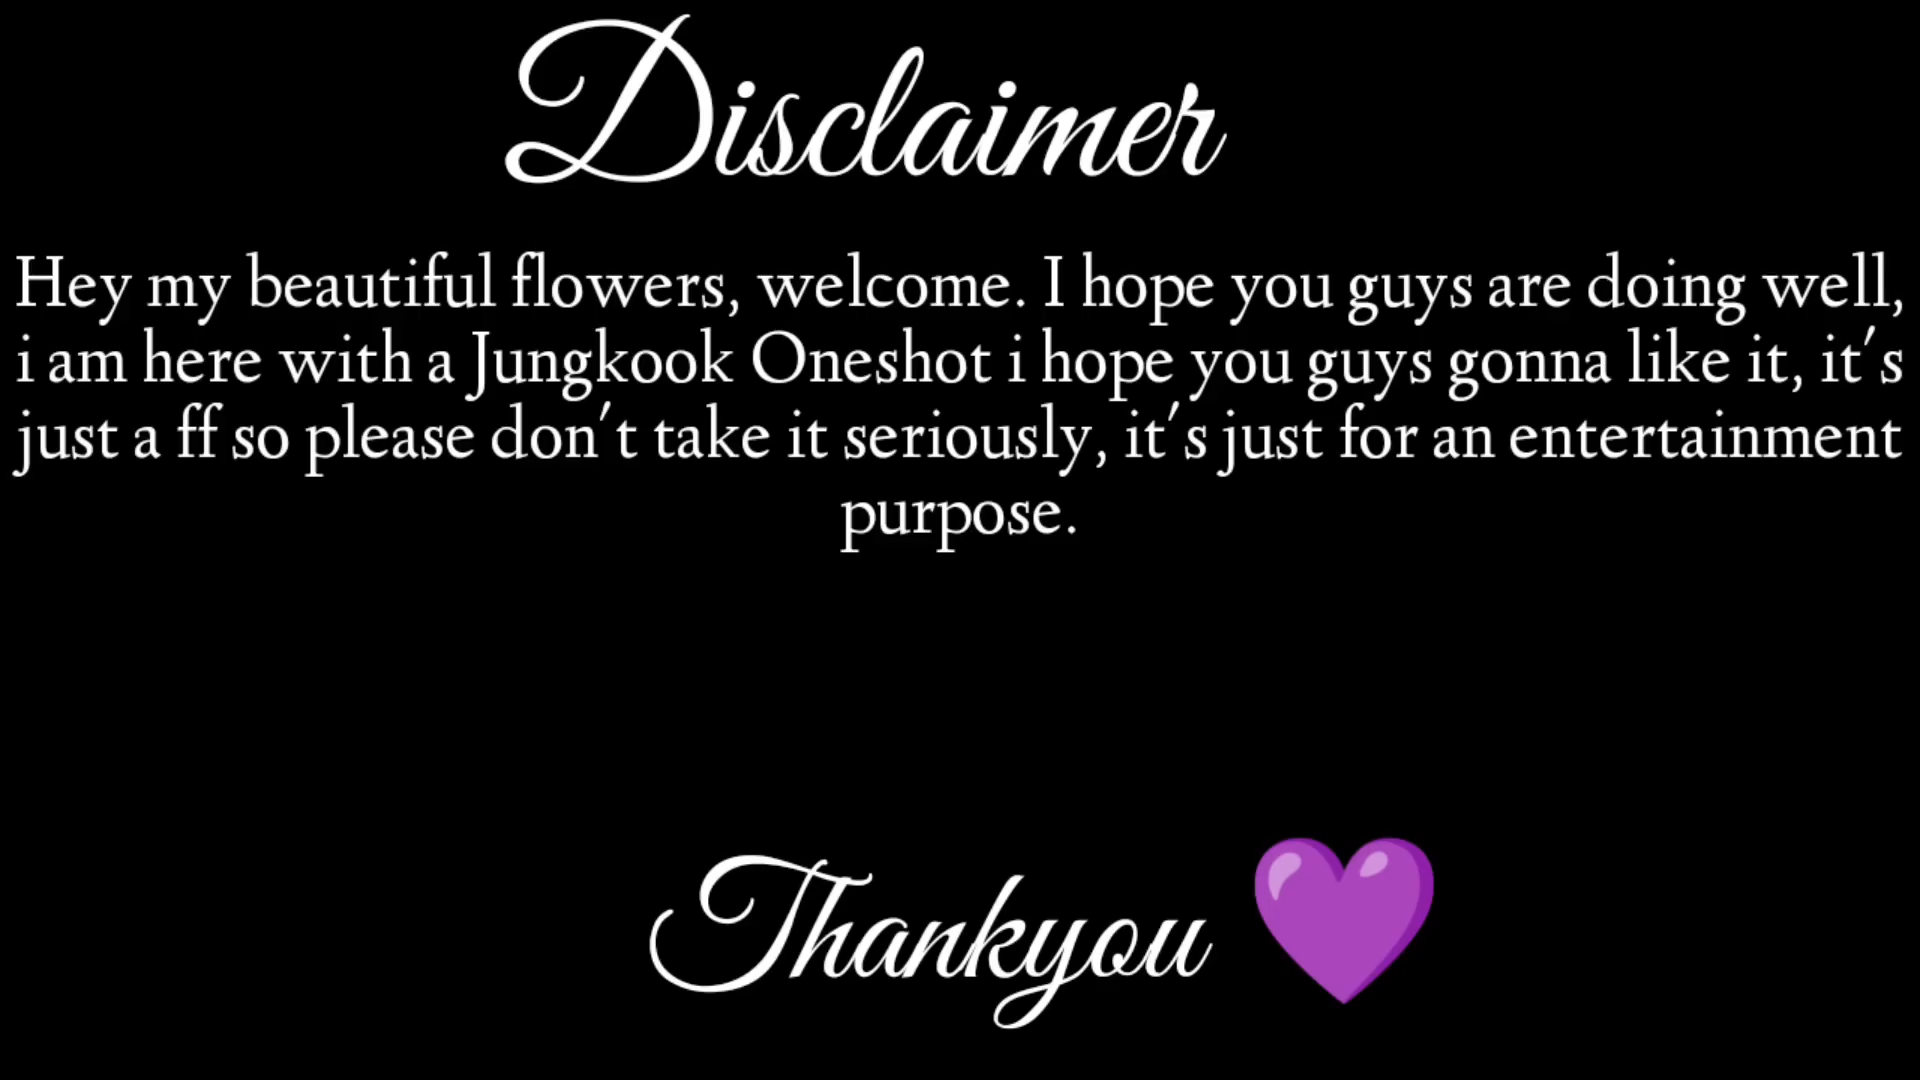 Disclaimer
Hey my beautiful flowers, welcome. I hope you guys are doing well,
i am here with a Jungkook Oneshot i hope you guys gonna like it, it's
just a ff so please don't take it seriously, it's just for an entertainment
purpose.
Thankyou 💜